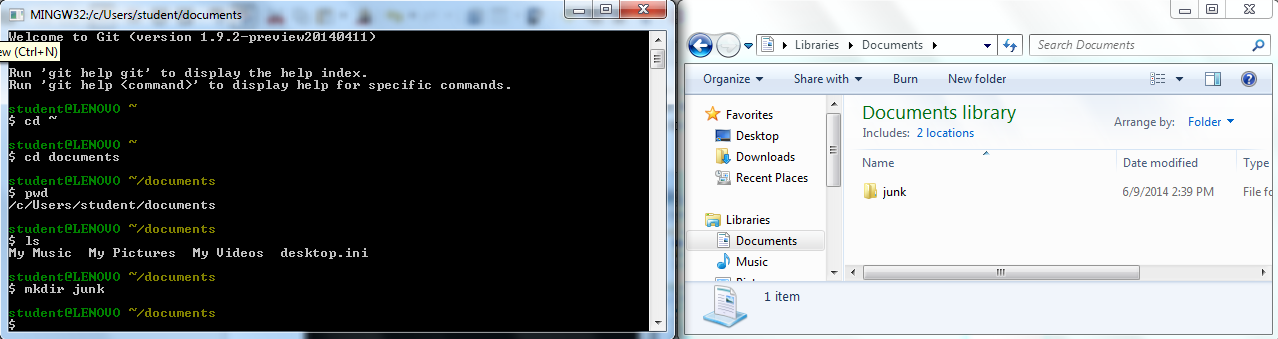 MINGW32:/c/Users/student/documents
Welcome to Git (version 1.9.2-preview20140411)
ew (Ctrl+N)
Run 'git help git' to display the help index.
Run 'git help <command>' to display help for specific commands.
student@LENOVO ~
$ cd ~
student@LENOVO ~
$ cd documents
student@LENOVO ~/documents
$ pwd
/c/Users/student/documents
student@LENOVO ~/documents
$ ls
My Music  My Pictures  My Videos  desktop.ini
student@LENOVO ~/documents
$ mkdir junk
student@LENOVO ~/documents
$
Libraries Documents
Search Documents
Organize Share with Burn New folder
Favorites
Desktop
Downloads
Recent Places
Libraries
Documents
Music
Documents library
Includes: 2 locations
Arrange by: Folder
Name Date modified Type
junk 6/9/2014 2:39 PM File fo
1 item